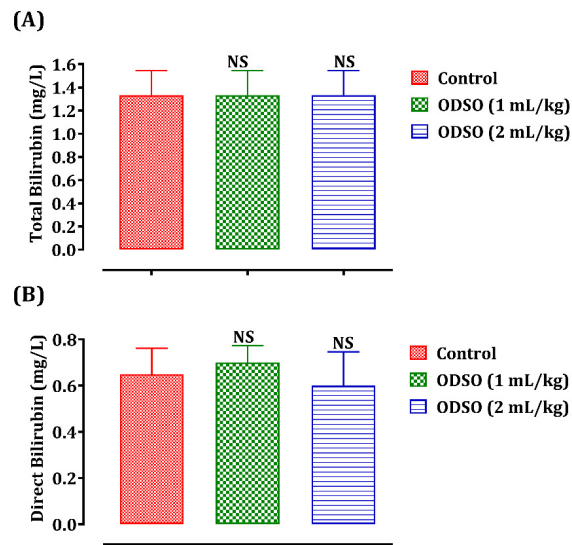 (A)
Total Bilirubin (mg/L)
1.6
1.4
1.2
1.0
0.8
0.6
0.4
0.2
0.0
NS
NS
Control
ODSO (1 mL/kg)
ODSO (2 mL/kg)
(B)
Direct Bilirubin (mg/L)
0.8
0.6
0.4
0.2
0.0
NS
NS
Control
ODSO (1 mL/kg)
ODSO (2 mL/kg)